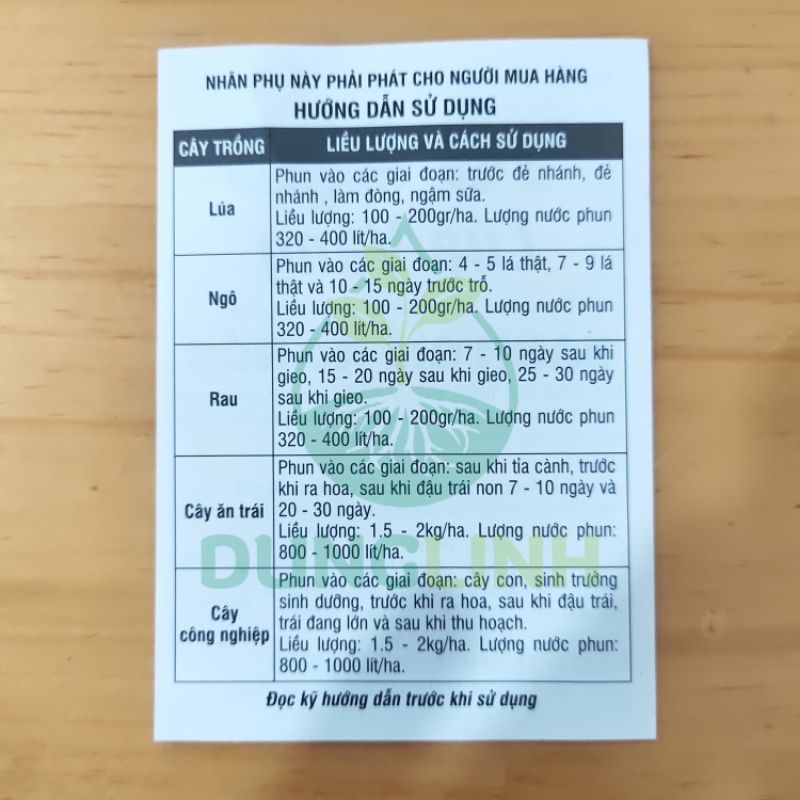 NHÃN PHỤ NÀY PHẢI PHÁT CHO NGƯỜI MUA HÀNG
HƯỚNG DẪN SỬ DỤNG
CÂY TRỒNG
LIỀU LƯỢNG VÀ CÁCH SỬ DỤNG
Lúa
Phun vào các giai đoạn: trước đẻ nhánh, đẻ
nhánh , làm đòng, ngậm sữa.
Liều lượng: 100 - 200gr/ha. Lượng nước phun
320 - 400 lít/ha.
Ngô
Phun vào các giai đoạn: 4 - 5 lá thật, 7 - 9 lá
thật và 10 - 15 ngày trước trỗ.
Liều lượng: 100 - 200gr/ha. Lượng nước phun
320 - 400 lít/ha.
Rau
Phun vào các giai đoạn: 7 - 10 ngày sau khi
gieo, 15 - 20 ngày sau khi gieo, 25 - 30 ngày
sau khi gieo.
Liều lượng: 100 - 200gr/ha. Lượng nước phun
320 - 400 lít/ha.
Cây ăn trái
Phun vào các giai đoạn: sau khi tỉa cành, trước
khi ra hoa, sau khi đậu trái non 7 - 10 ngày và
20 - 30 ngày.
Liều lượng: 1.5 - 2kg/ha. Lượng nước phun:
800 - 1000 lít/ha.
Cây
công nghiệp
Phun vào các giai đoạn: cây con, sinh trưởng
sinh dưỡng, trước khi ra hoa, sau khi đậu trái,
trái đang lớn và sau khi thu hoạch.
Liều lượng: 1.5 - 2kg/ha. Lượng nước phun:
800 - 1000 lít/ha.
Đọc kỹ hướng dẫn trước khi sử dụng
DUNGLINH